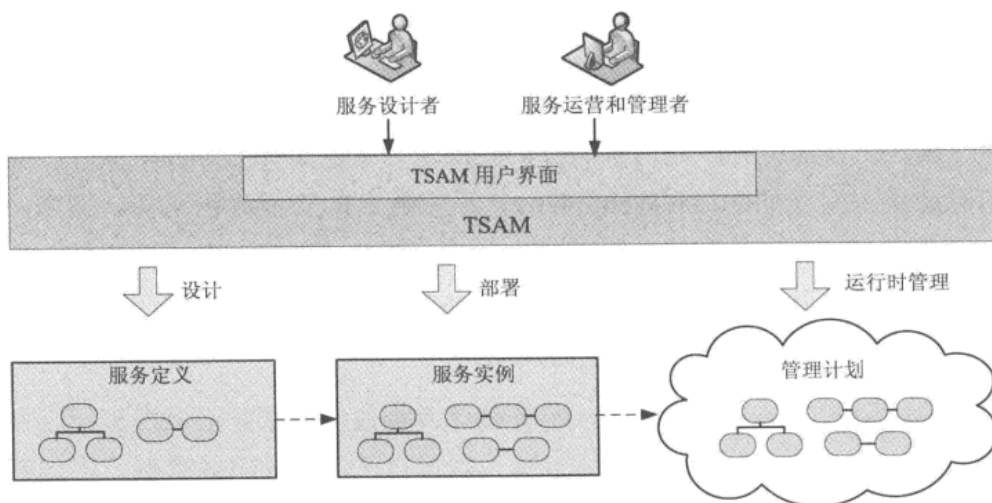 服务设计者
服务运营和管理者
TSAM 用户界面
TSAM
设计
部署
运行时管理
服务定义
服务实例
管理计划